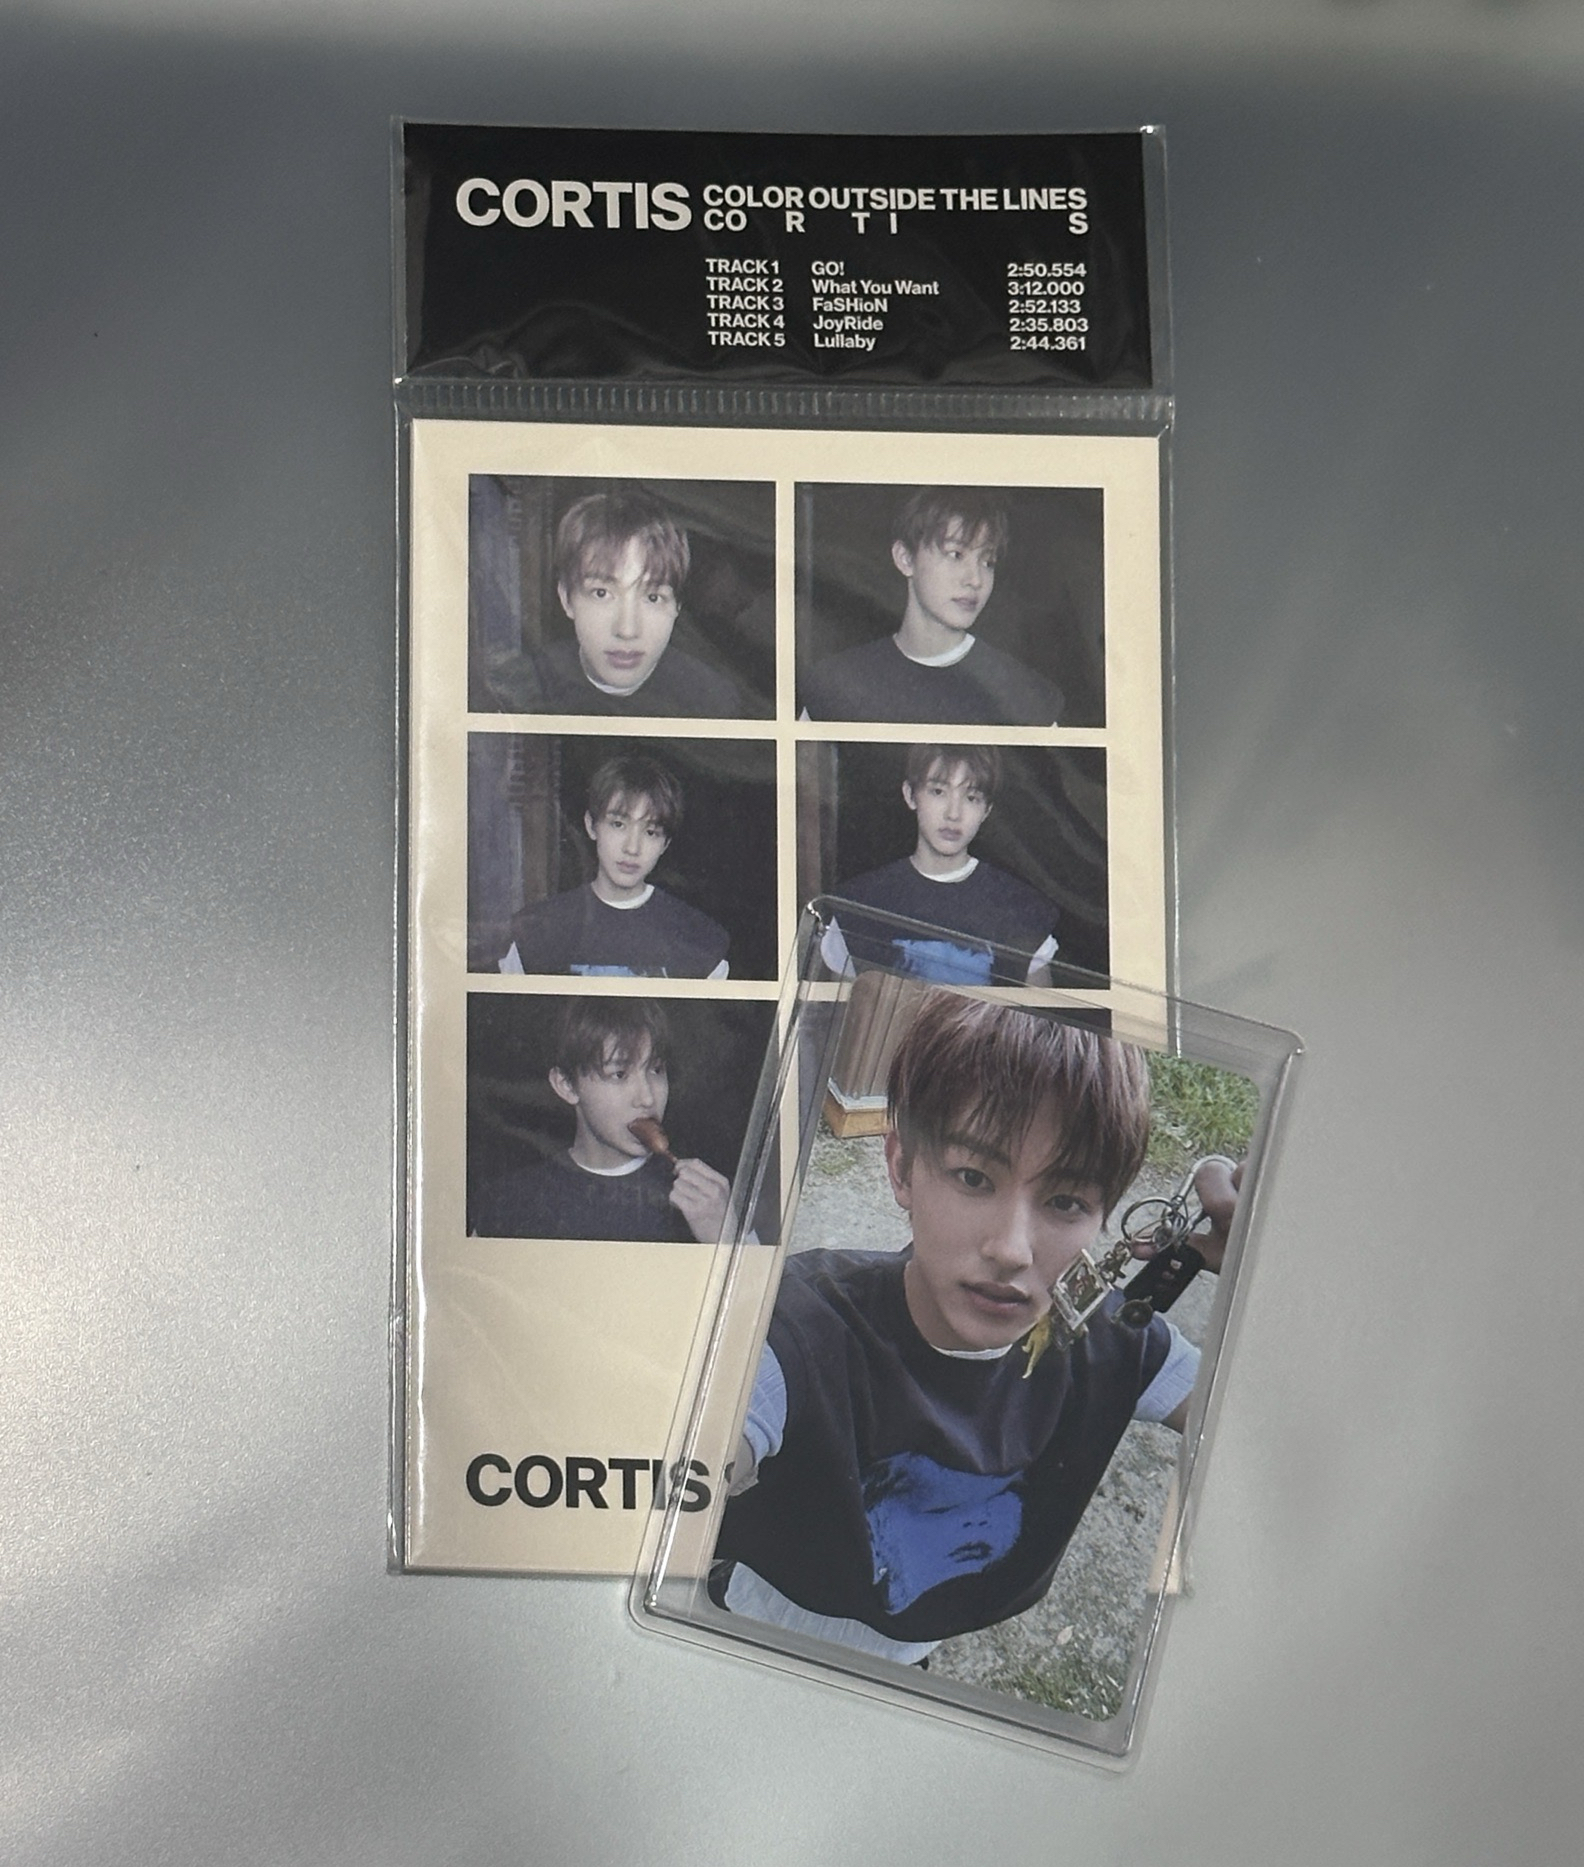 CORTIS COLOR OUTSIDE THE LINES
CO R T I S
TRACK 1 GO! 2:50.554
TRACK 2 What You Want 3:12.000
TRACK 3 FaSHioN 2:52.133
TRACK 4 JoyRide 2:35.803
TRACK 5 Lullaby 2:44.361
CORTIS